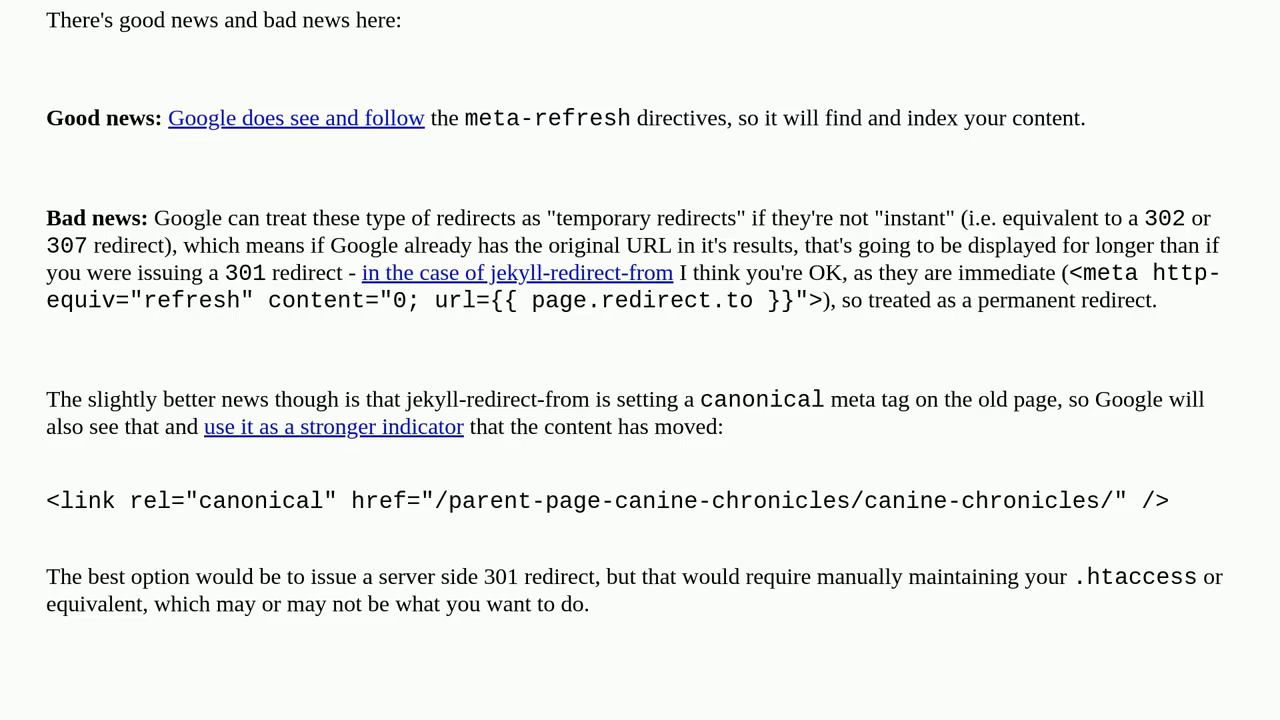 There's good news and bad news here:
Good news: Google does see and follow the meta-refresh directives, so it will find and index your content.
Bad news: Google can treat these type of redirects as "temporary redirects" if they're not "instant" (i.e. equivalent to a 302 or
307 redirect), which means if Google already has the original URL in it's results, that's going to be displayed for longer than if
you were issuing a 301 redirect - in the case of jekyll-redirect-from I think you're OK, as they are immediate (<meta http-
equiv="refresh" content="0; url={{ page.redirect.to }}">), so treated as a permanent redirect.
The slightly better news though is that jekyll-redirect-from is setting a canonical meta tag on the old page, so Google will
also see that and use it as a stronger indicator that the content has moved:
<link rel="canonical" href="/parent-page-canine-chronicles/canine-chronicles/" />
The best option would be to issue a server side 301 redirect, but that would require manually maintaining your .htaccess or
equivalent, which may or may not be what you want to do.